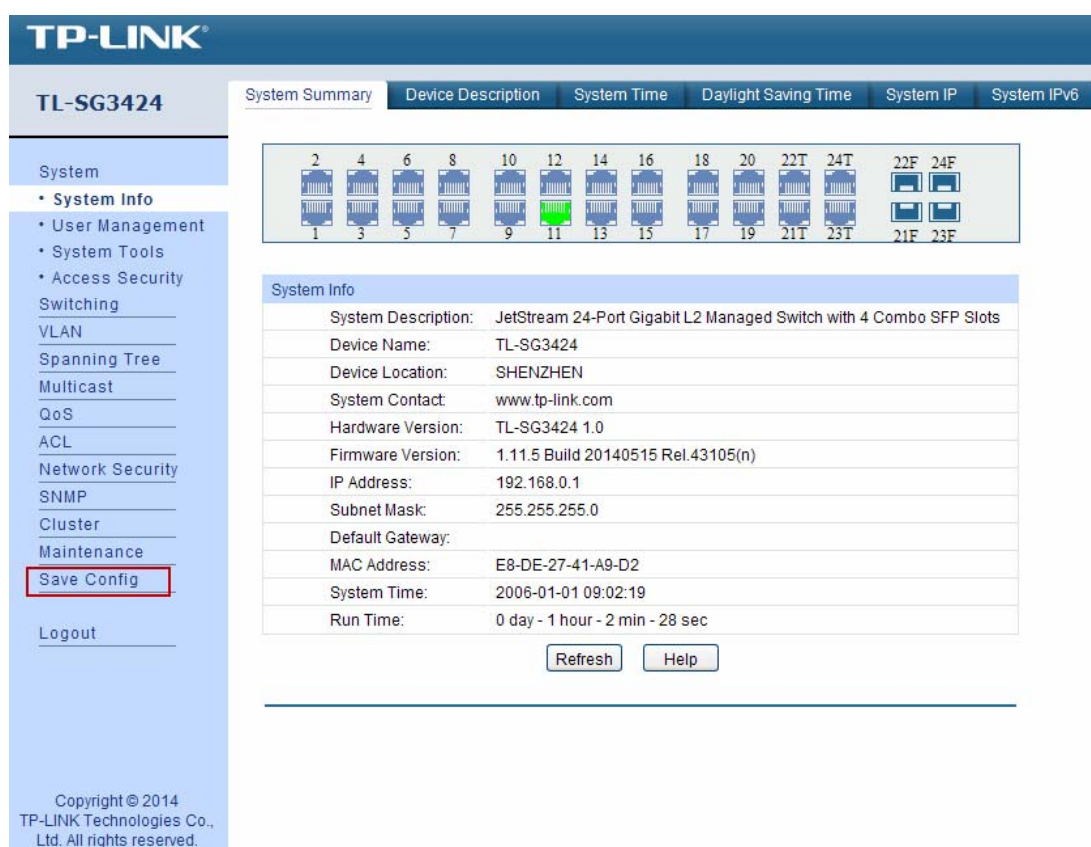 TP-LINK®
TL-SG3424
System Summary Device Description System Time Daylight Saving Time System IP System IPv6
System
• System Info
• User Management
• System Tools
• Access Security
Switching
VLAN
Spanning Tree
Multicast
QoS
ACL
Network Security
SNMP
Cluster
Maintenance
Save Config
Logout
Copyright © 2014
TP-LINK Technologies Co.,
Ltd. All rights reserved.
2 4 6 8 10 12 14 16 18 20 22T 24T 22F 24F
1 3 5 7 9 11 13 15 17 19 21T 23T 21F 23F
System Info
System Description: JetStream 24-Port Gigabit L2 Managed Switch with 4 Combo SFP Slots
Device Name: TL-SG3424
Device Location: SHENZHEN
System Contact: www.tp-link.com
Hardware Version: TL-SG3424 1.0
Firmware Version: 1.11.5 Build 20140515 Rel.43105(n)
IP Address: 192.168.0.1
Subnet Mask: 255.255.255.0
Default Gateway:
MAC Address: E8-DE-27-41-A9-D2
System Time: 2006-01-01 09:02:19
Run Time: 0 day - 1 hour - 2 min - 28 sec
Refresh Help